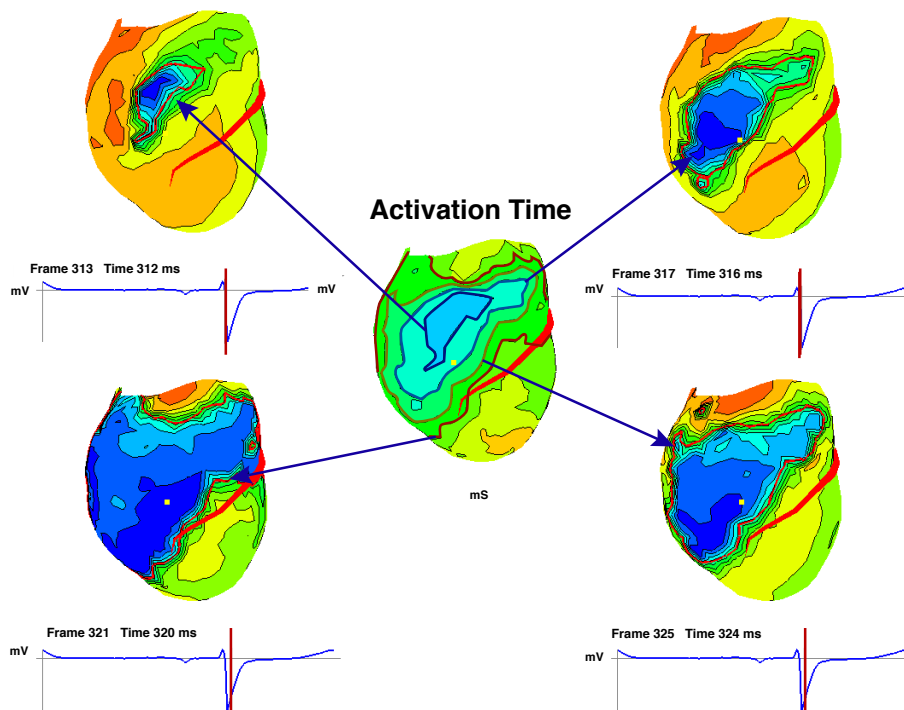 Activation Time
Frame 313 Time 312 ms
mV
mV
Frame 317 Time 316 ms
mS
Frame 321 Time 320 ms
mV
Frame 325 Time 324 ms
mV